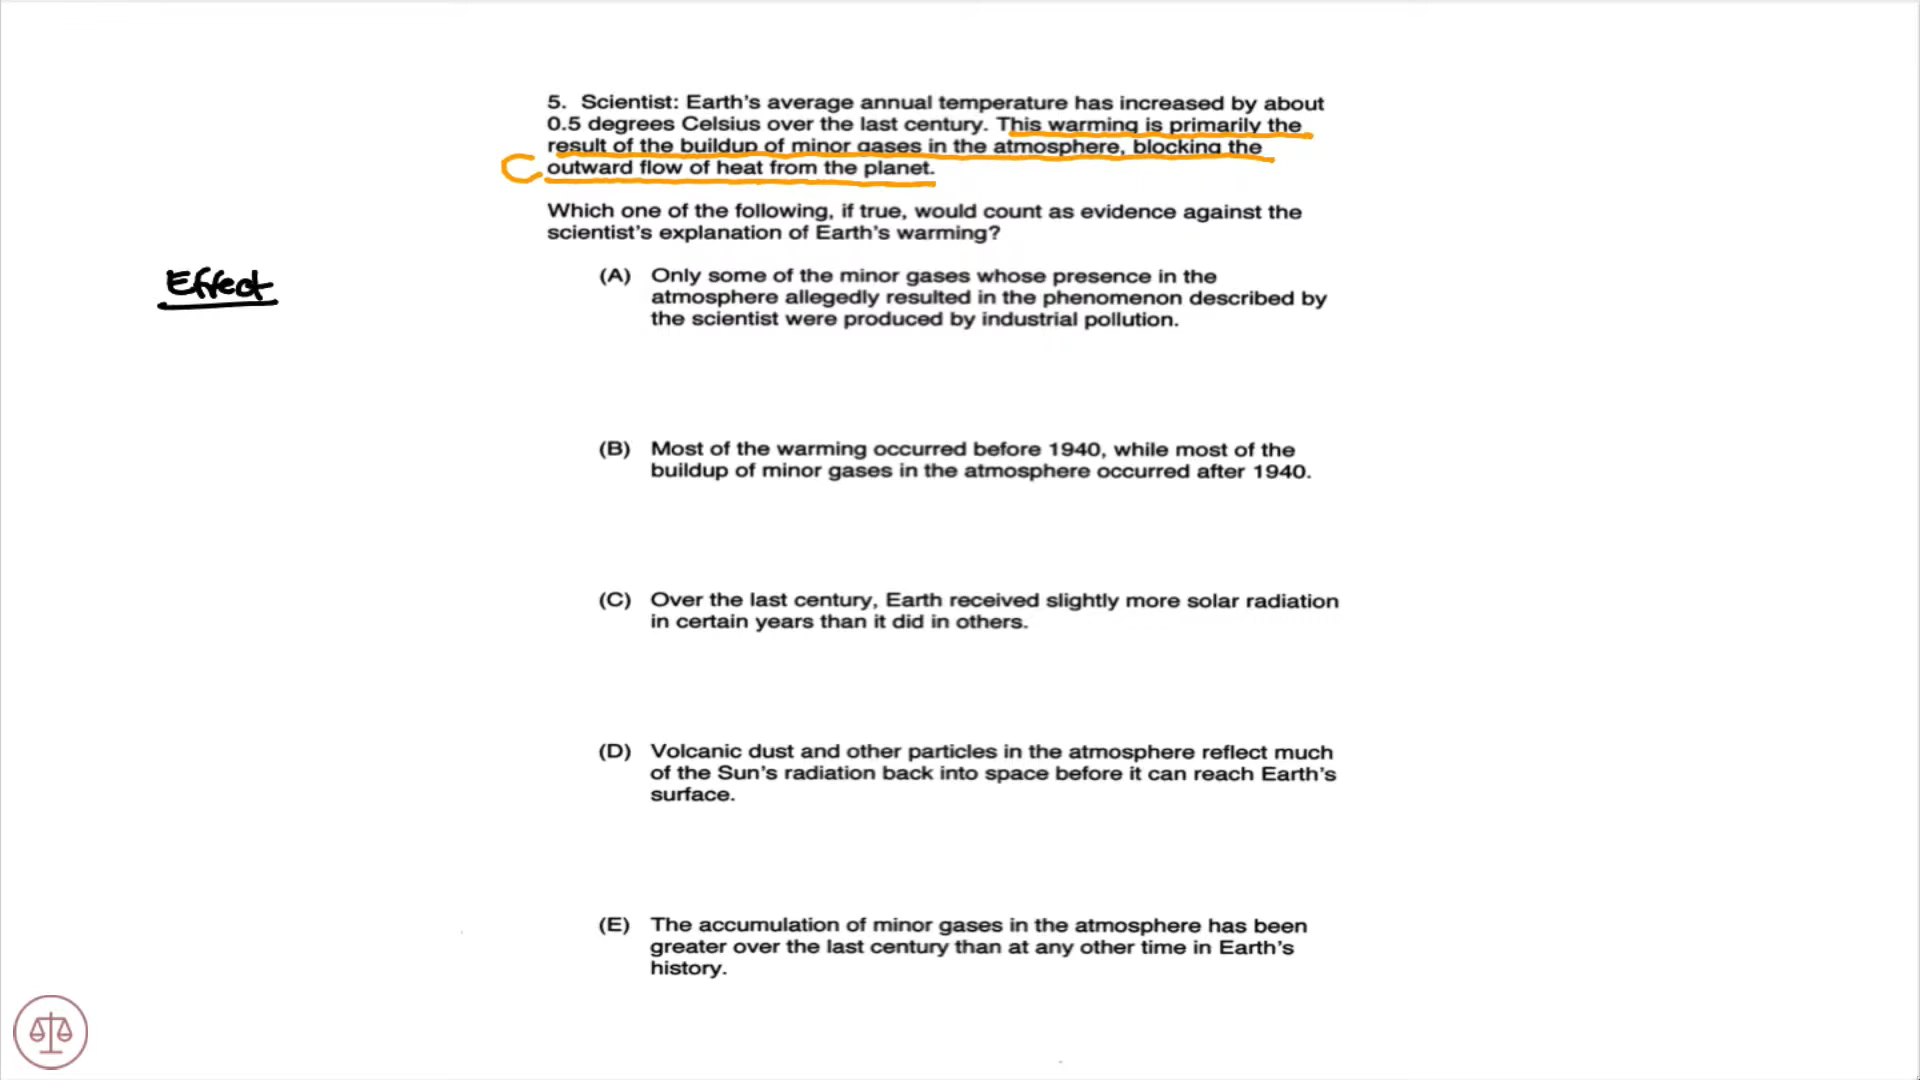 5. Scientist: Earth's average annual temperature has increased by about
0.5 degrees Celsius over the last century. This warming is primarily the
result of the buildup of minor gases in the atmosphere, blocking the
C outward flow of heat from the planet.
Which one of the following, if true, would count as evidence against the
scientist's explanation of Earth's warming?
Effect
(A) Only some of the minor gases whose presence in the
atmosphere allegedly resulted in the phenomenon described by
the scientist were produced by industrial pollution.
(B) Most of the warming occurred before 1940, while most of the
buildup of minor gases in the atmosphere occurred after 1940.
(C) Over the last century, Earth received slightly more solar radiation
in certain years than it did in others.
(D) Volcanic dust and other particles in the atmosphere reflect much
of the Sun's radiation back into space before it can reach Earth's
surface.
(E) The accumulation of minor gases in the atmosphere has been
greater over the last century than at any other time in Earth's
history.